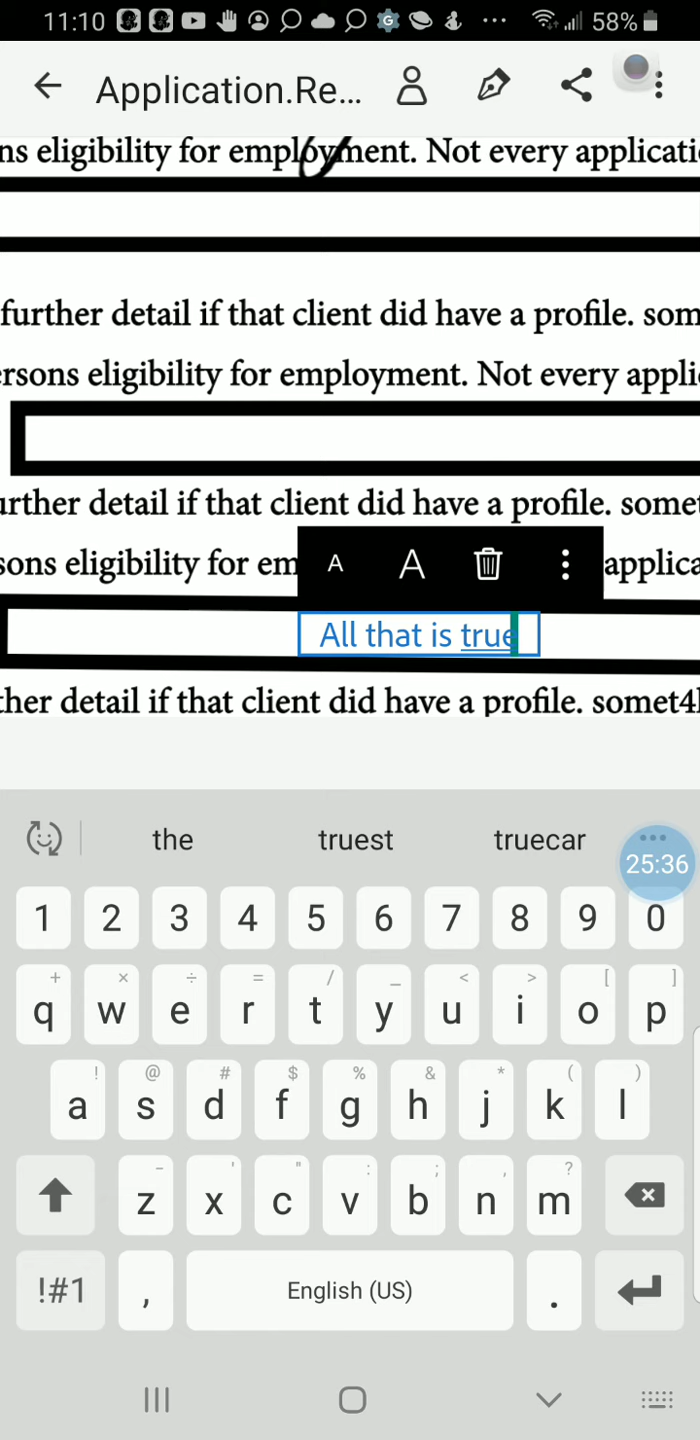 11:10 58%
Application.Re...
ns eligibility for employment. Not every applicati
further detail if that client did have a profile. som
ersons eligibility for employment. Not every appli
urther detail if that client did have a profile. somet
sons eligibility for em A A applica
All that is true
ther detail if that client did have a profile. somet4l
the truest truecar
25:36
1 2 3 4 5 6 7 8 9 0
+ × ÷ = / _ < > [ ]
q w e r t y u i o p
! @ # $ % & * ( )
a s d f g h j k l
- ' " : ; , ?
z x c v b n m
!#1 , English (US) .